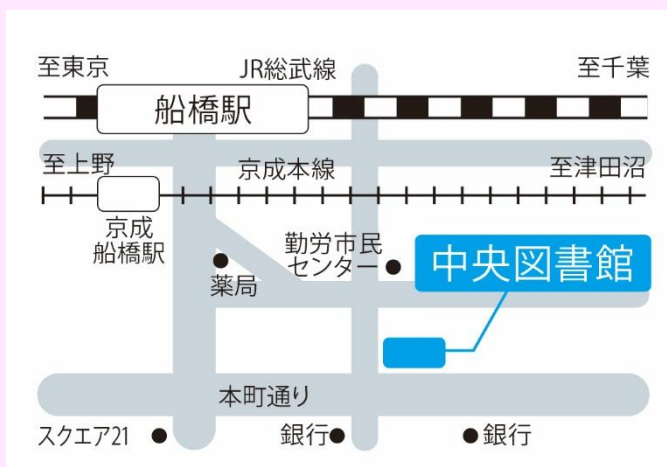 至東京
JR総武線
至千葉
船橋駅
至上野
京成本線
至津田沼
京成
船橋駅
勤労市民
センター
薬局
中央図書館
本町通り
スクエア21
銀行
銀行